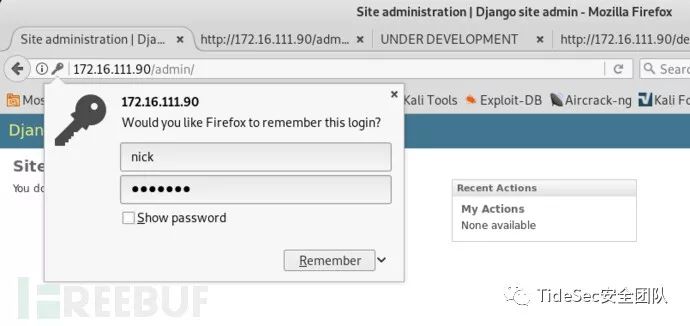 Site administration | Django site admin - Mozilla Firefox
Site administration | Dja... × http://172.16.111.90/adm... × UNDER DEVELOPMENT × http://172.16.111.90/de
172.16.111.90/admin/ Sear
Mos Kali Tools Exploit-DB Aircrack-ng Kali Fo
172.16.111.90
Would you like Firefox to remember this login?
nick
●●●●●●●
Show password
Remember
Djan
Site
You do
Recent Actions
My Actions
None available
REEBUF
TideSec安全团队